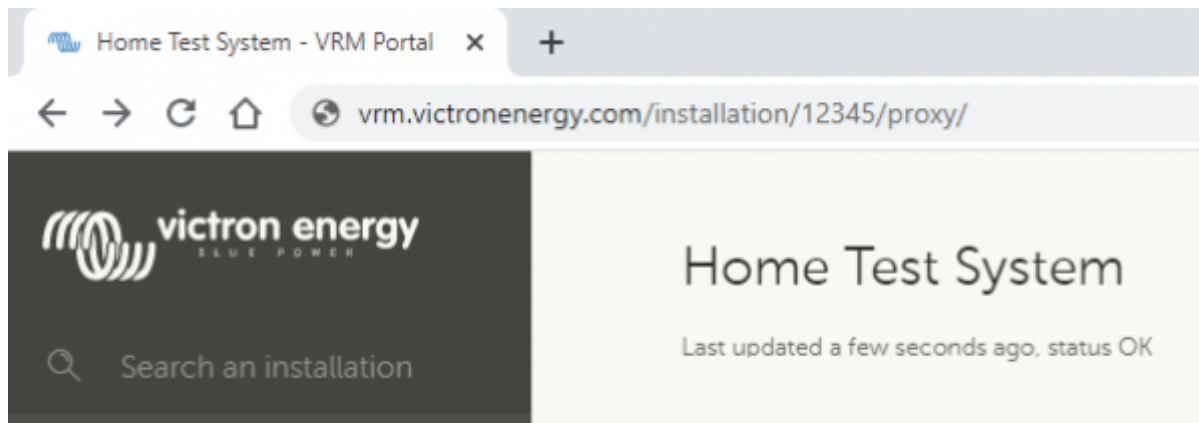 Home Test System - VRM Portal
vrm.victronenergy.com/installation/12345/proxy/
victron energy
BLUE POWER
Search an installation
Home Test System
Last updated a few seconds ago, status OK